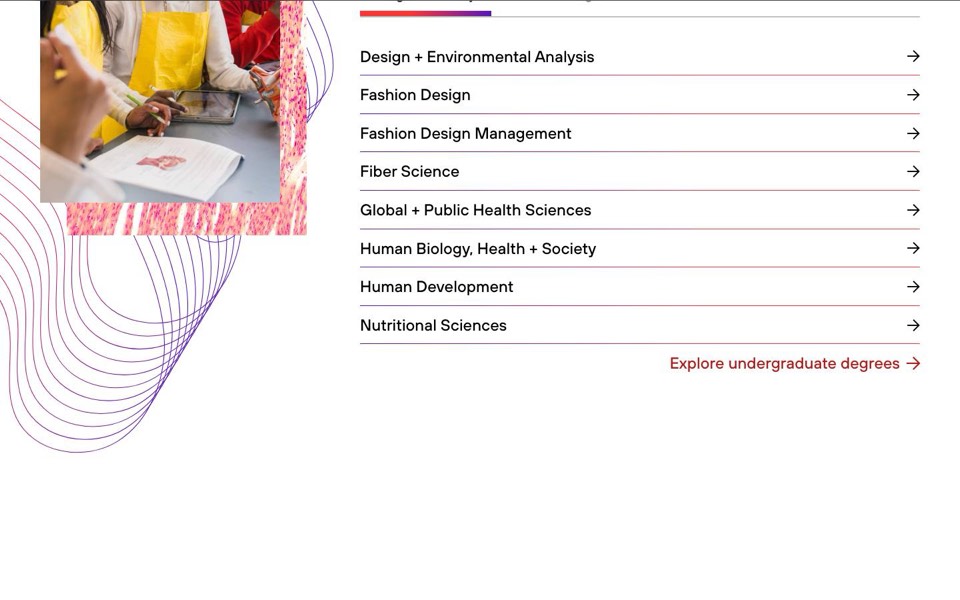 Design + Environmental Analysis
Fashion Design
Fashion Design Management
Fiber Science
Global + Public Health Sciences
Human Biology, Health + Society
Human Development
Nutritional Sciences
Explore undergraduate degrees